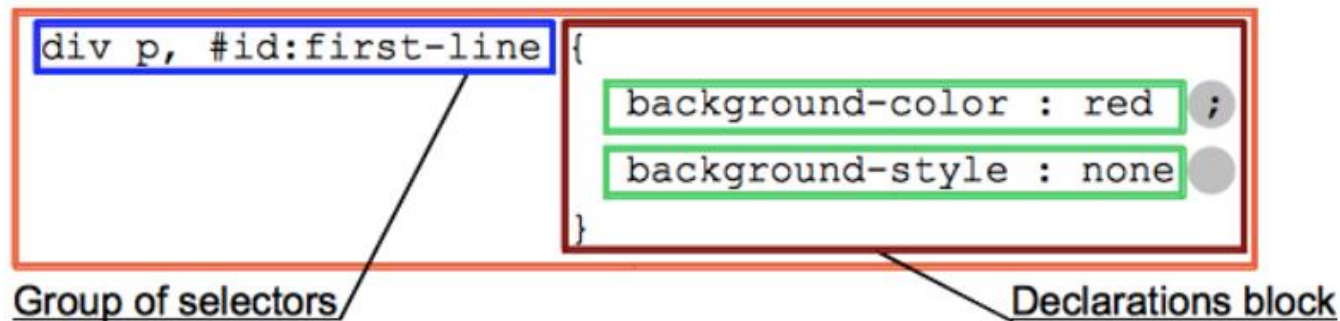 div p, #id:first-line {
background-color : red ;
background-style : none
}
Group of selectors
Declarations block